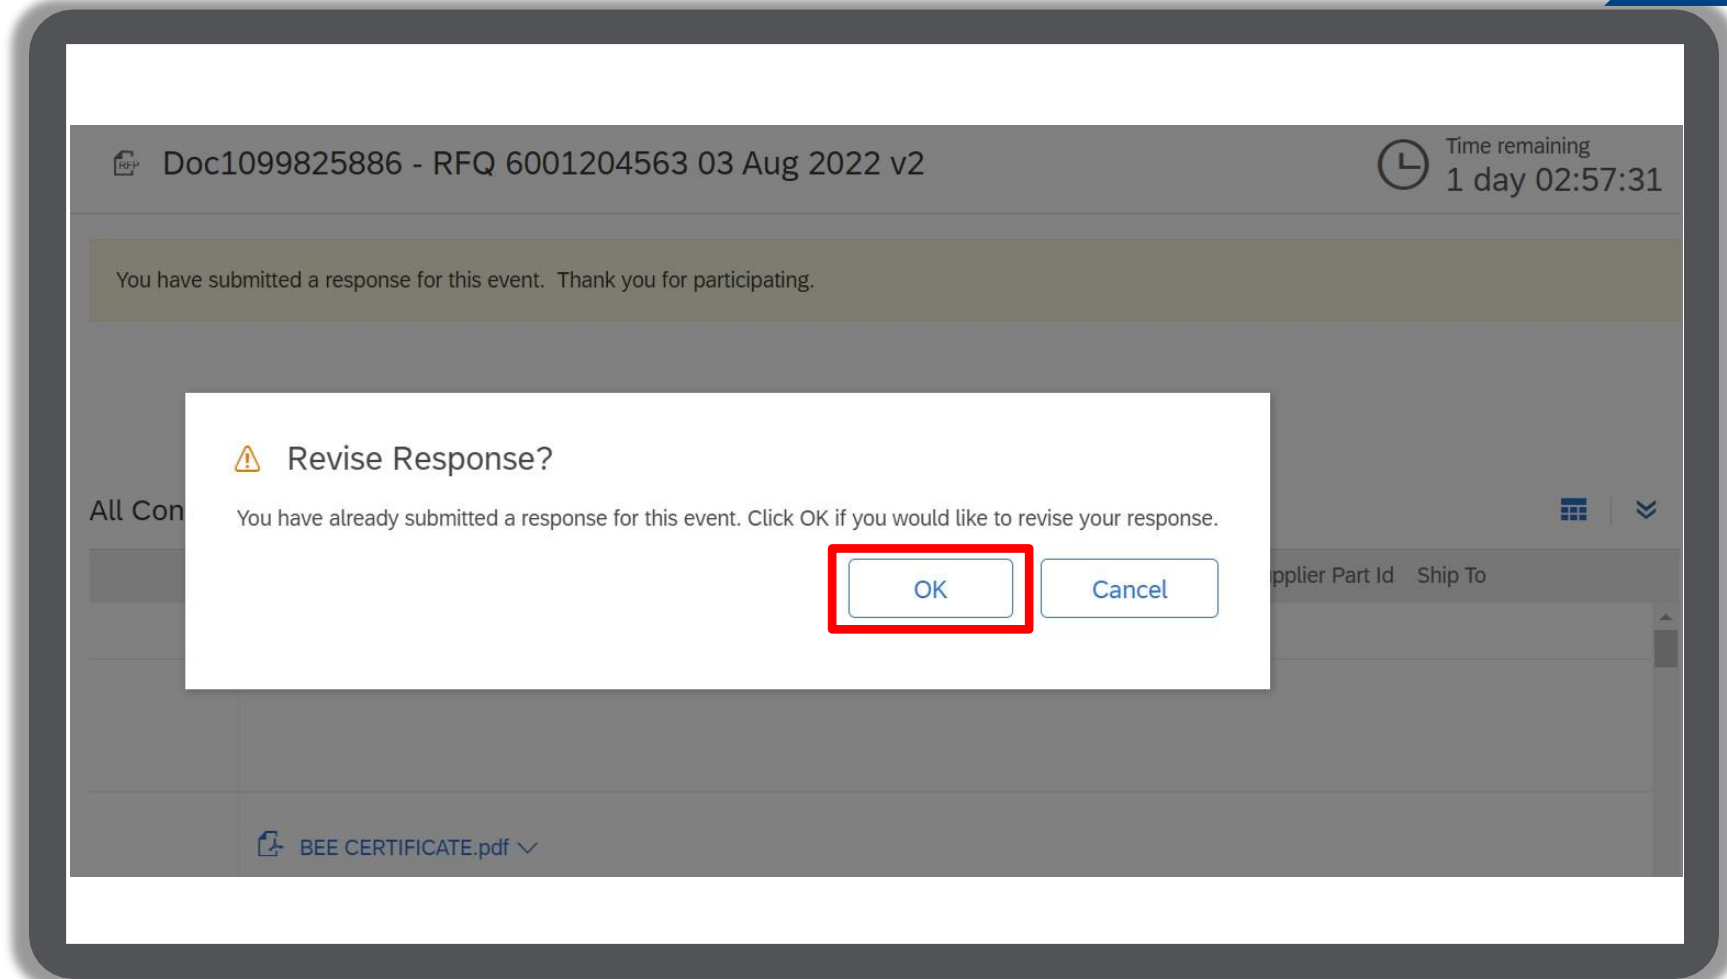 RFP
Doc1099825886 - RFQ 6001204563 03 Aug 2022 v2
Time remaining
1 day 02:57:31
You have submitted a response for this event. Thank you for participating.
Revise Response?
You have already submitted a response for this event. Click OK if you would like to revise your response.
OK Cancel
All Con
pplier Part Id Ship To
BEE CERTIFICATE.pdf